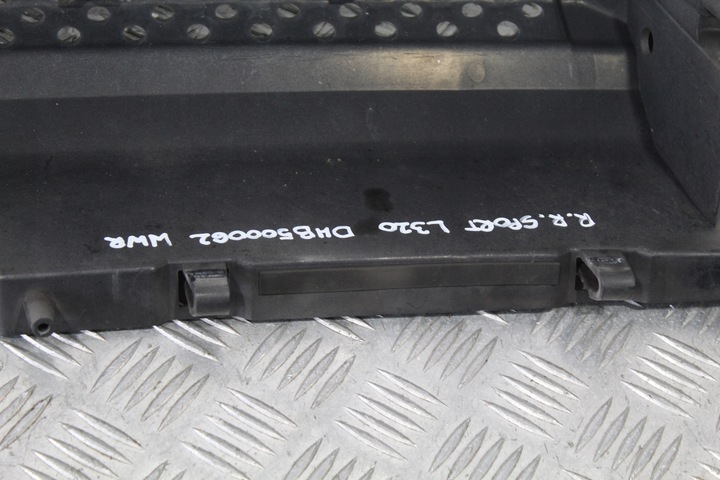 R.R. SPORT L320 DHB500062 WWR